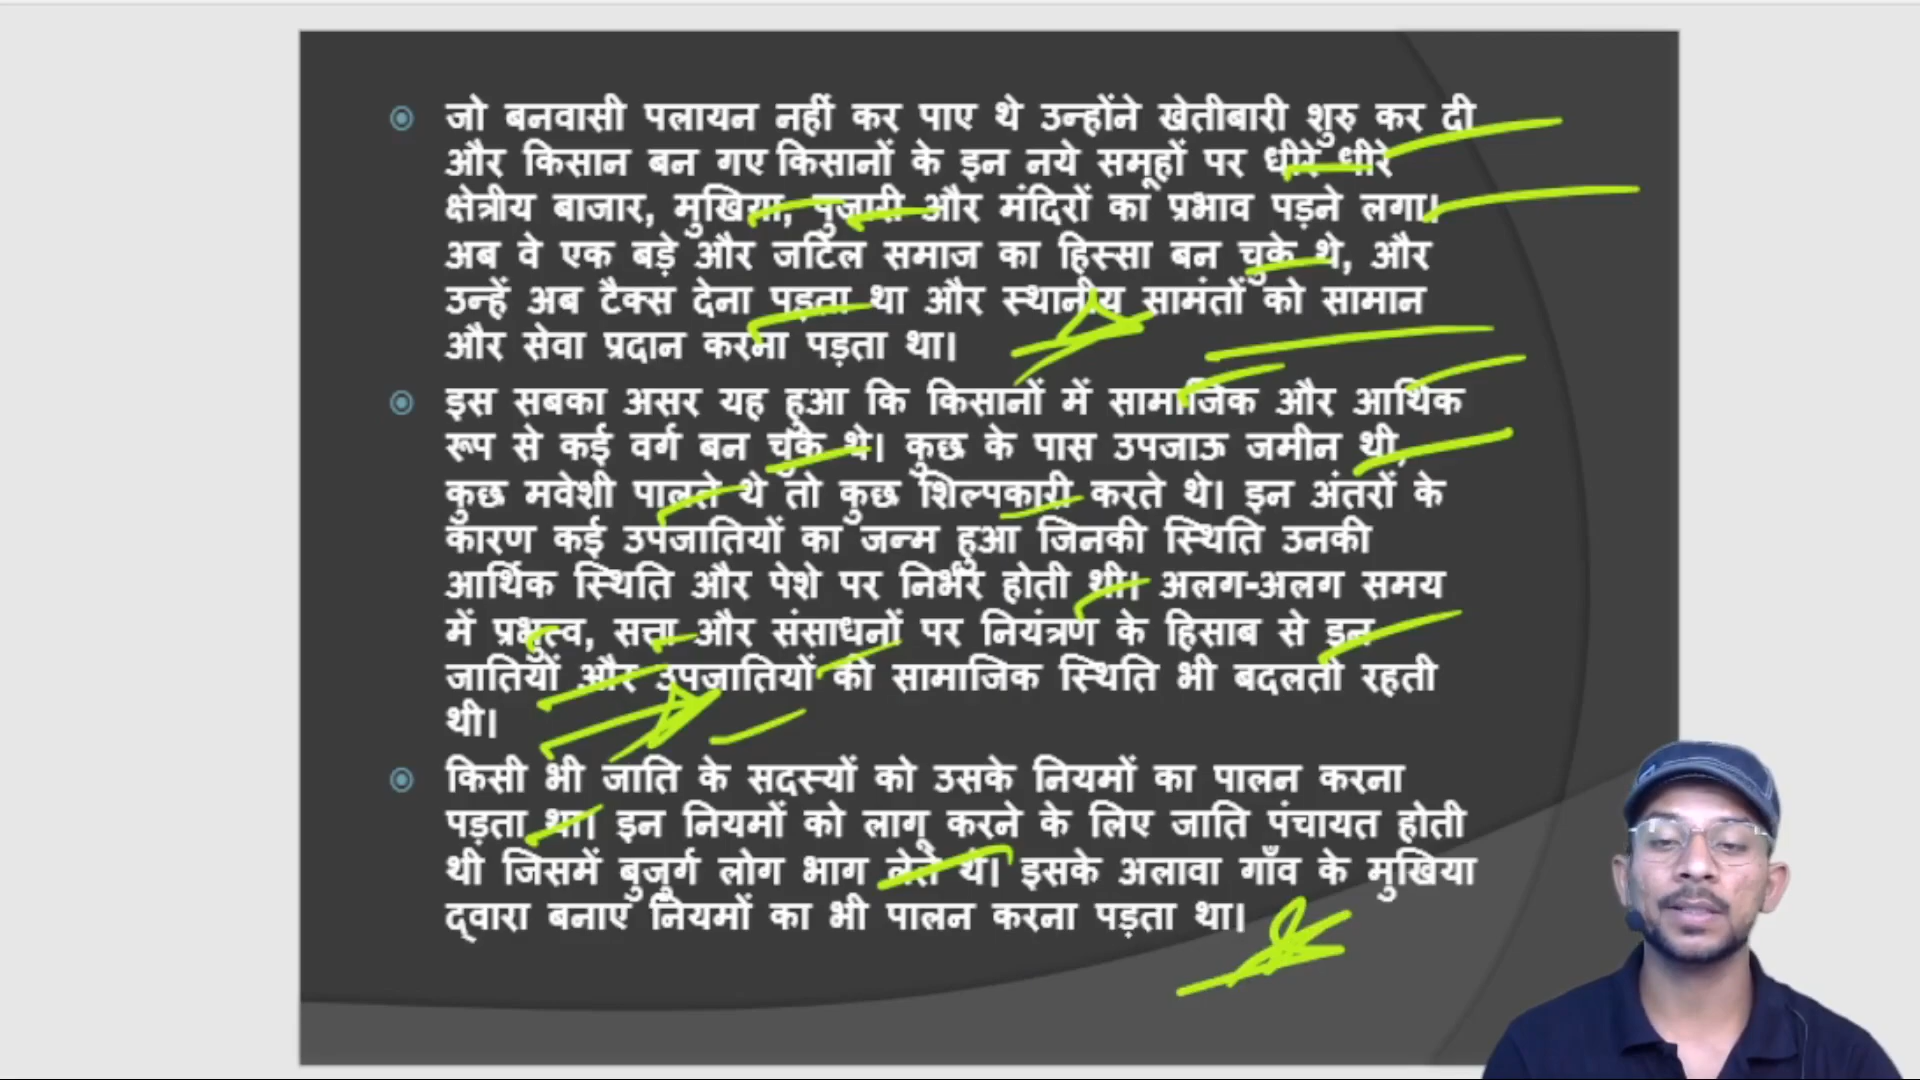 जो बनवासी पलायन नहीं कर पाए थे उन्होंने खेतीबारी शुरु कर दी
और किसान बन गए किसानों के इन नये समूहों पर धीरे धीरे
क्षेत्रीय बाजार, मुखिया, पुजारी और मंदिरों का प्रभाव पड़ने लगा।
अब वे एक बड़े और जटिल समाज का हिस्सा बन चुके थे, और
उन्हें अब टैक्स देना पड़ता था और स्थानीय सामंतों को सामान
और सेवा प्रदान करना पड़ता था।
इस सबका असर यह हुआ कि किसानों में सामाजिक और आर्थिक
रूप से कई वर्ग बन चुके थे। कुछ के पास उपजाऊ जमीन थी,
कुछ मवेशी पालते थे तो कुछ शिल्पकारी करते थे। इन अंतरों के
कारण कई उपजातियों का जन्म हुआ जिनकी स्थिति उनकी
आर्थिक स्थिति और पेशे पर निर्भर होती थी। अलग-अलग समय
में प्रभुत्व, सत्ता और संसाधनों पर नियंत्रण के हिसाब से इन
जातियों और उपजातियों की सामाजिक स्थिति भी बदलती रहती
थी।
किसी भी जाति के सदस्यों को उसके नियमों का पालन करना
पड़ता था। इन नियमों को लागू करने के लिए जाति पंचायत होती
थी जिसमें बुजुर्ग लोग भाग लेते थे। इसके अलावा गाँव के मुखिया
द्वारा बनाए नियमों का भी पालन करना पड़ता था।